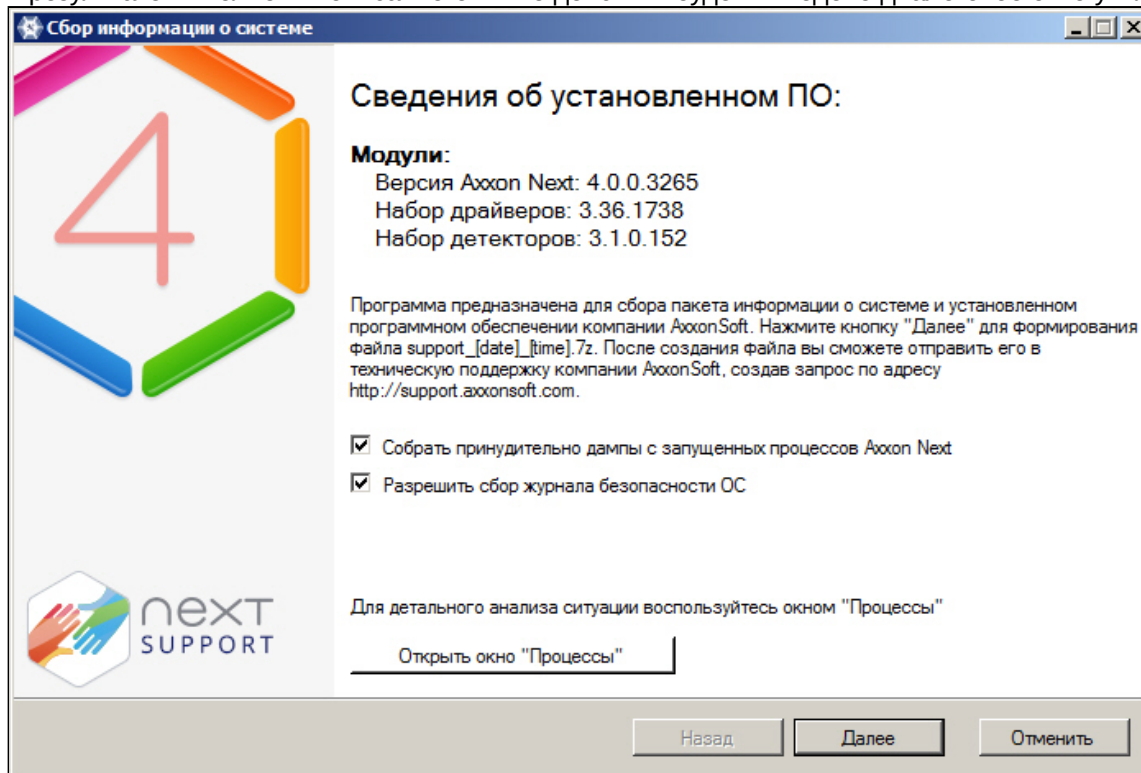 Сбор информации о системе
4
Сведения об установленном ПО:
Модули:
Версия Axxon Next: 4.0.0.3265
Набор драйверов: 3.36.1738
Набор детекторов: 3.1.0.152
Программа предназначена для сбора пакета информации о системе и установленном
программном обеспечении компании AxxonSoft. Нажмите кнопку "Далее" для формирования
файла support_[date]_[time].7z. После создания файла вы сможете отправить его в
техническую поддержку компании AxxonSoft, создав запрос по адресу
http://support.axxonsoft.com.
Собрать принудительно дампы с запущенных процессов Axxon Next
Разрешить сбор журнала безопасности ОС
next
SUPPORT
Для детального анализа ситуации воспользуйтесь окном "Процессы"
Открыть окно "Процессы"
Назад
Далее
Отменить